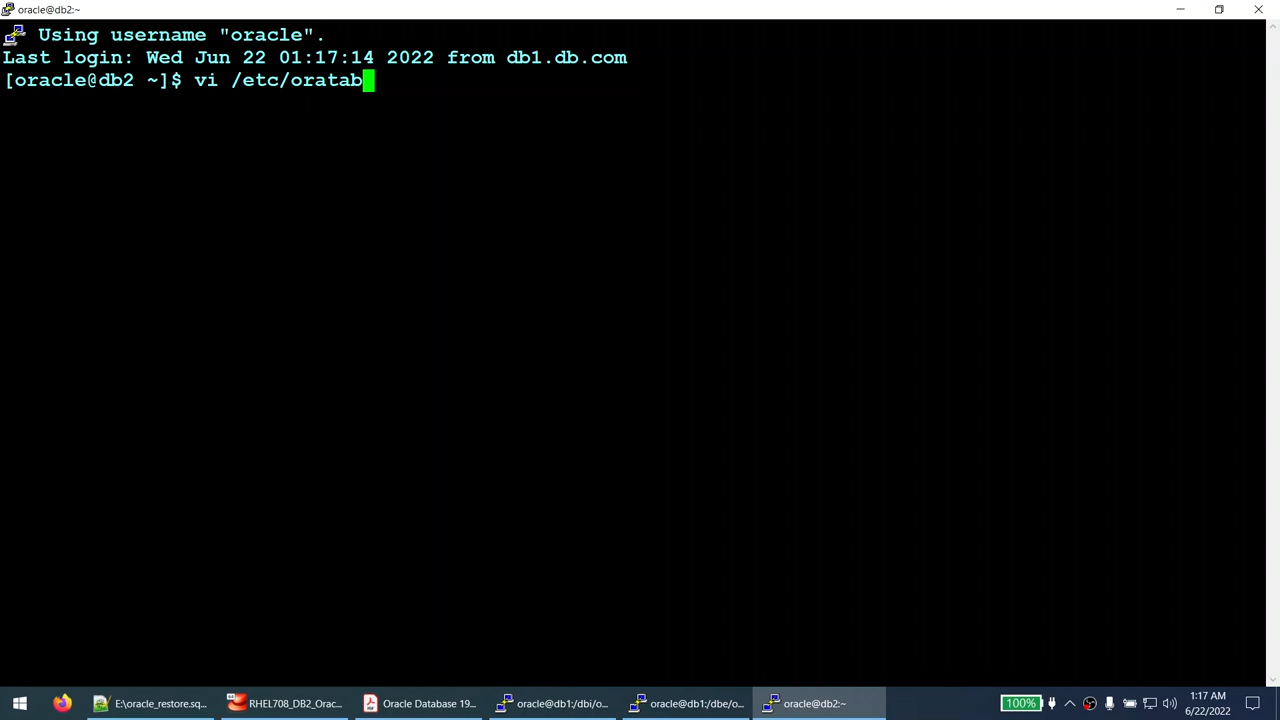 oracle@db2:~
Using username "oracle".
Last login: Wed Jun 22 01:17:14 2022 from db1.db.com
[oracle@db2 ~]$ vi /etc/oratab
E:\oracle_restore.sq...
RHEL708_DB2_Orac...
Oracle Database 19...
oracle@db1:/dbi/o...
oracle@db1:/dbe/o...
oracle@db2:~
100%
1:17 AM
6/22/2022